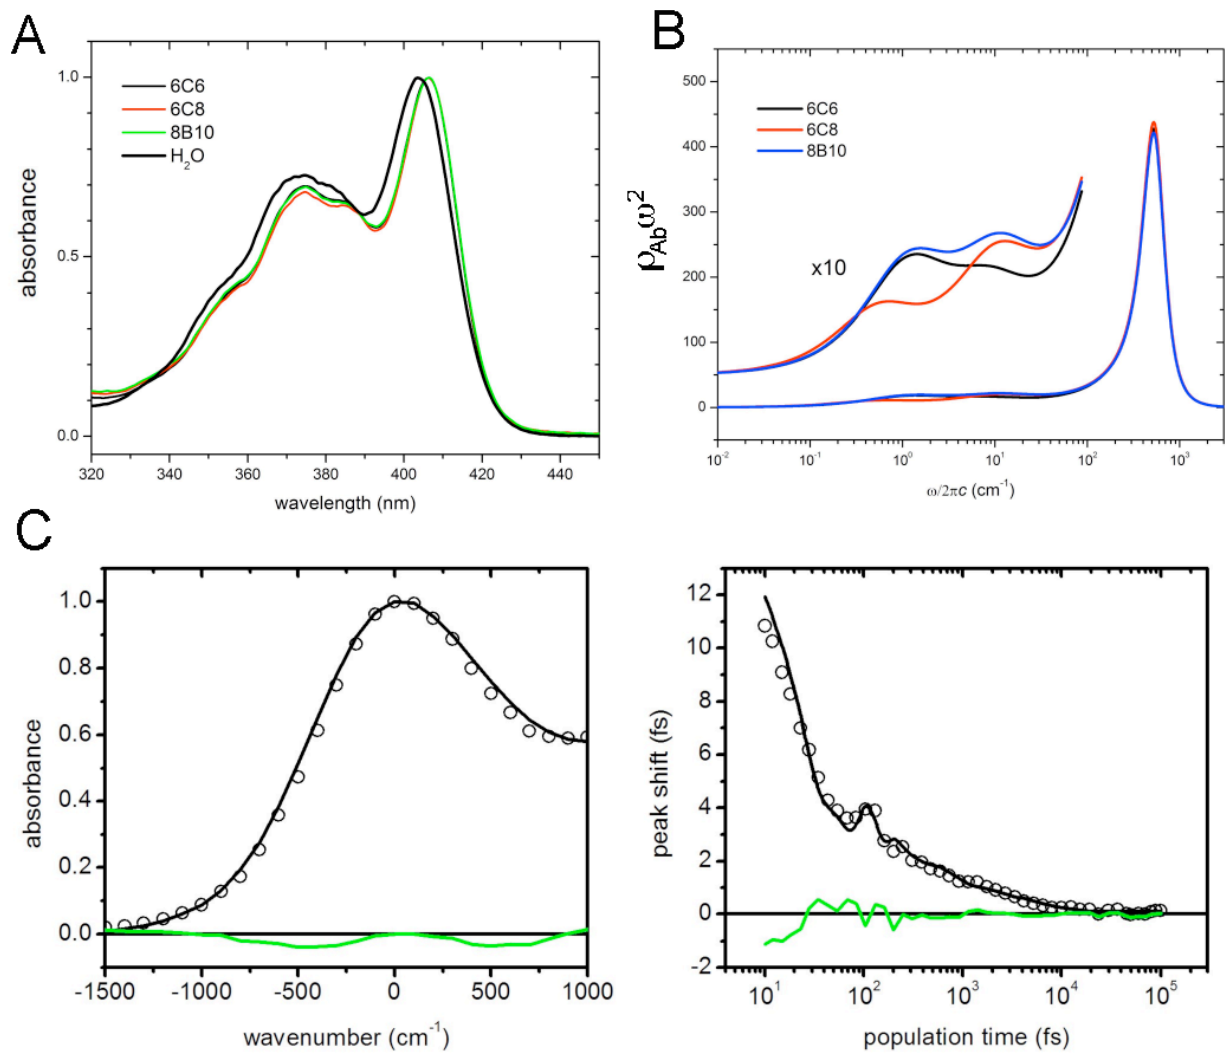 A
6C6
6C8
8B10
H₂O
absorbance
1.0
0.5
0.0
320
340
360
380
400
420
440
wavelength (nm)
B
6C6
6C8
8B10
ρAbω²
x10
500
400
300
200
100
0
10⁻²
10⁻¹
10⁰
10¹
10²
10³
ω/2πc (cm⁻¹)
C
absorbance
1.0
0.8
0.6
0.4
0.2
0.0
-1500
-1000
-500
0
500
1000
wavenumber (cm⁻¹)
peak shift (fs)
12
10
8
6
4
2
0
-2
10¹
10²
10³
10⁴
10⁵
population time (fs)